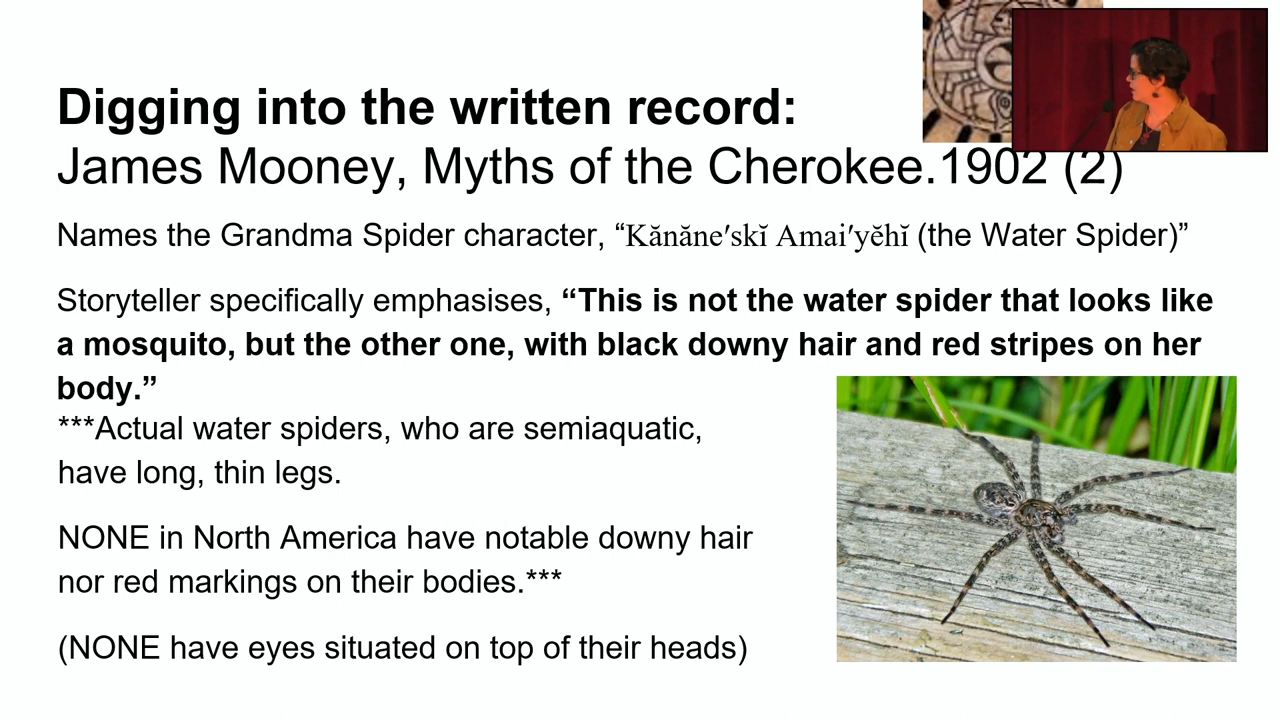 Digging into the written record:
James Mooney, Myths of the Cherokee.1902 (2)
Names the Grandma Spider character, “Kănăne′skĭ Amai′yĕhĭ (the Water Spider)”
Storyteller specifically emphasises, “This is not the water spider that looks like
a mosquito, but the other one, with black downy hair and red stripes on her
body.”
***Actual water spiders, who are semiaquatic,
have long, thin legs.
NONE in North America have notable downy hair
nor red markings on their bodies.***
(NONE have eyes situated on top of their heads)